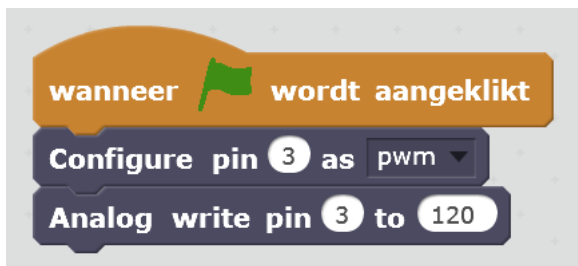 wanneer wordt aangeklikt
Configure pin 3 as pwm
Analog write pin 3 to 120